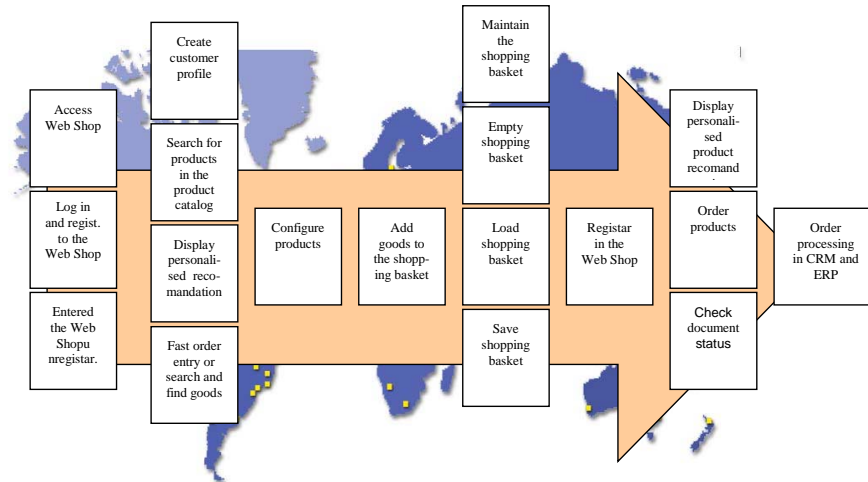 Access
Web Shop
Log in
and regist.
to the
Web Shop
Entered
the Web
Shopu
nregistar.
Create
customer
profile
Search for
products
in the
product
catalog
Display
personali-
sed reco-
mandation
Fast order
entry or
search and
find goods
Configure
products
Add
goods to
the shopp-
ing basket
Maintain
the
shopping
basket
Empty
shopping
basket
Load
shopping
basket
Save
shopping
basket
Registar
in the
Web Shop
Display
personali-
sed
product
recomand
Order
products
Check
document
status
Order
processing
in CRM and
ERP